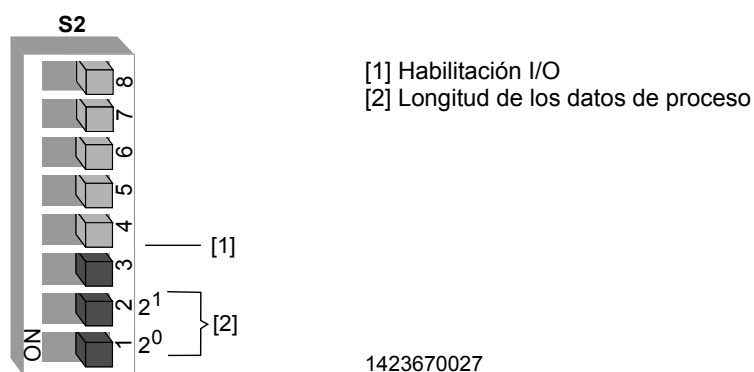 S2
[1] Habilitación I/O
[2] Longitud de los datos de proceso
8
7
6
5
4
[1]
3
2 2¹
[2]
1 2⁰
ON
1423670027